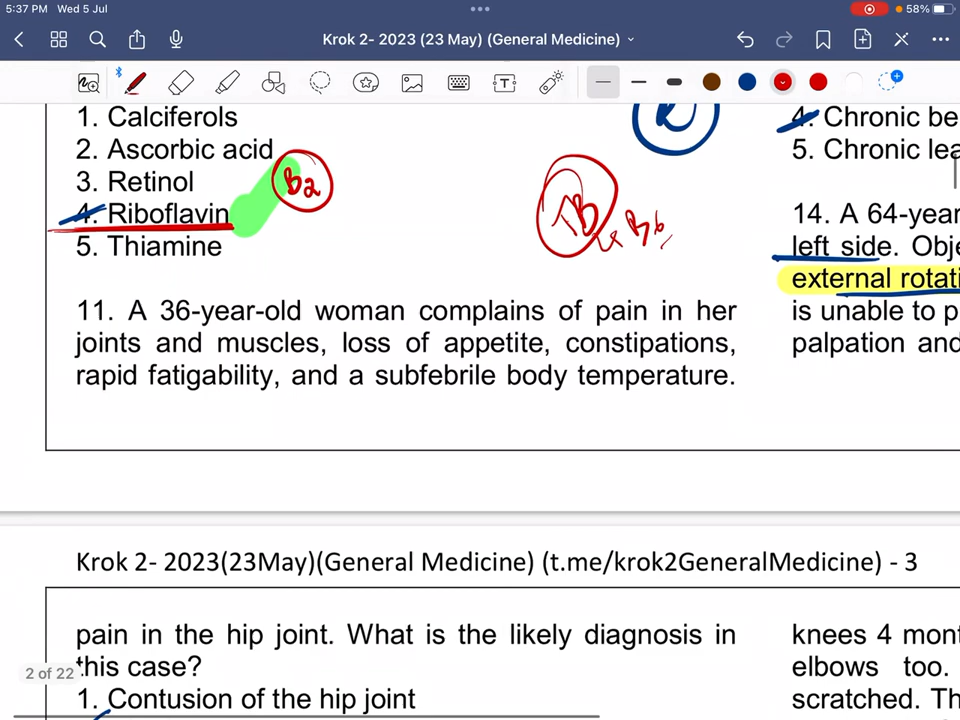 5:37 PM Wed 5 Jul
58%
Krok 2- 2023 (23 May) (General Medicine)
1. Calciferols
2. Ascorbic acid
3. Retinol
4. Riboflavin
5. Thiamine
B2
TB
B6
11. A 36-year-old woman complains of pain in her
joints and muscles, loss of appetite, constipations,
rapid fatigability, and a subfebrile body temperature.
4. Chronic be
5. Chronic lea
14. A 64-year
left side. Obje
external rotati
is unable to p
palpation and
Krok 2- 2023(23May)(General Medicine) (t.me/krok2GeneralMedicine) - 3
pain in the hip joint. What is the likely diagnosis in
this case?
1. Contusion of the hip joint
knees 4 mont
elbows too.
scratched. Th
2 of 22